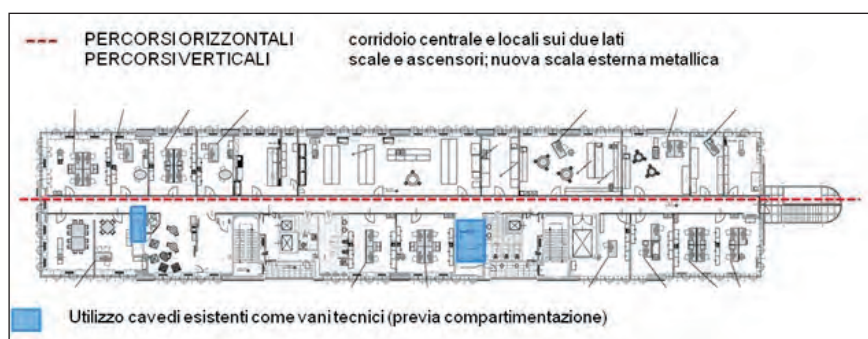 PERCORSI ORIZZONTALI corridoio centrale e locali sui due lati
PERCORSI VERTICALI scale e ascensori; nuova scala esterna metallica
Utilizzo cavedi esistenti come vani tecnici (previa compartimentazione)